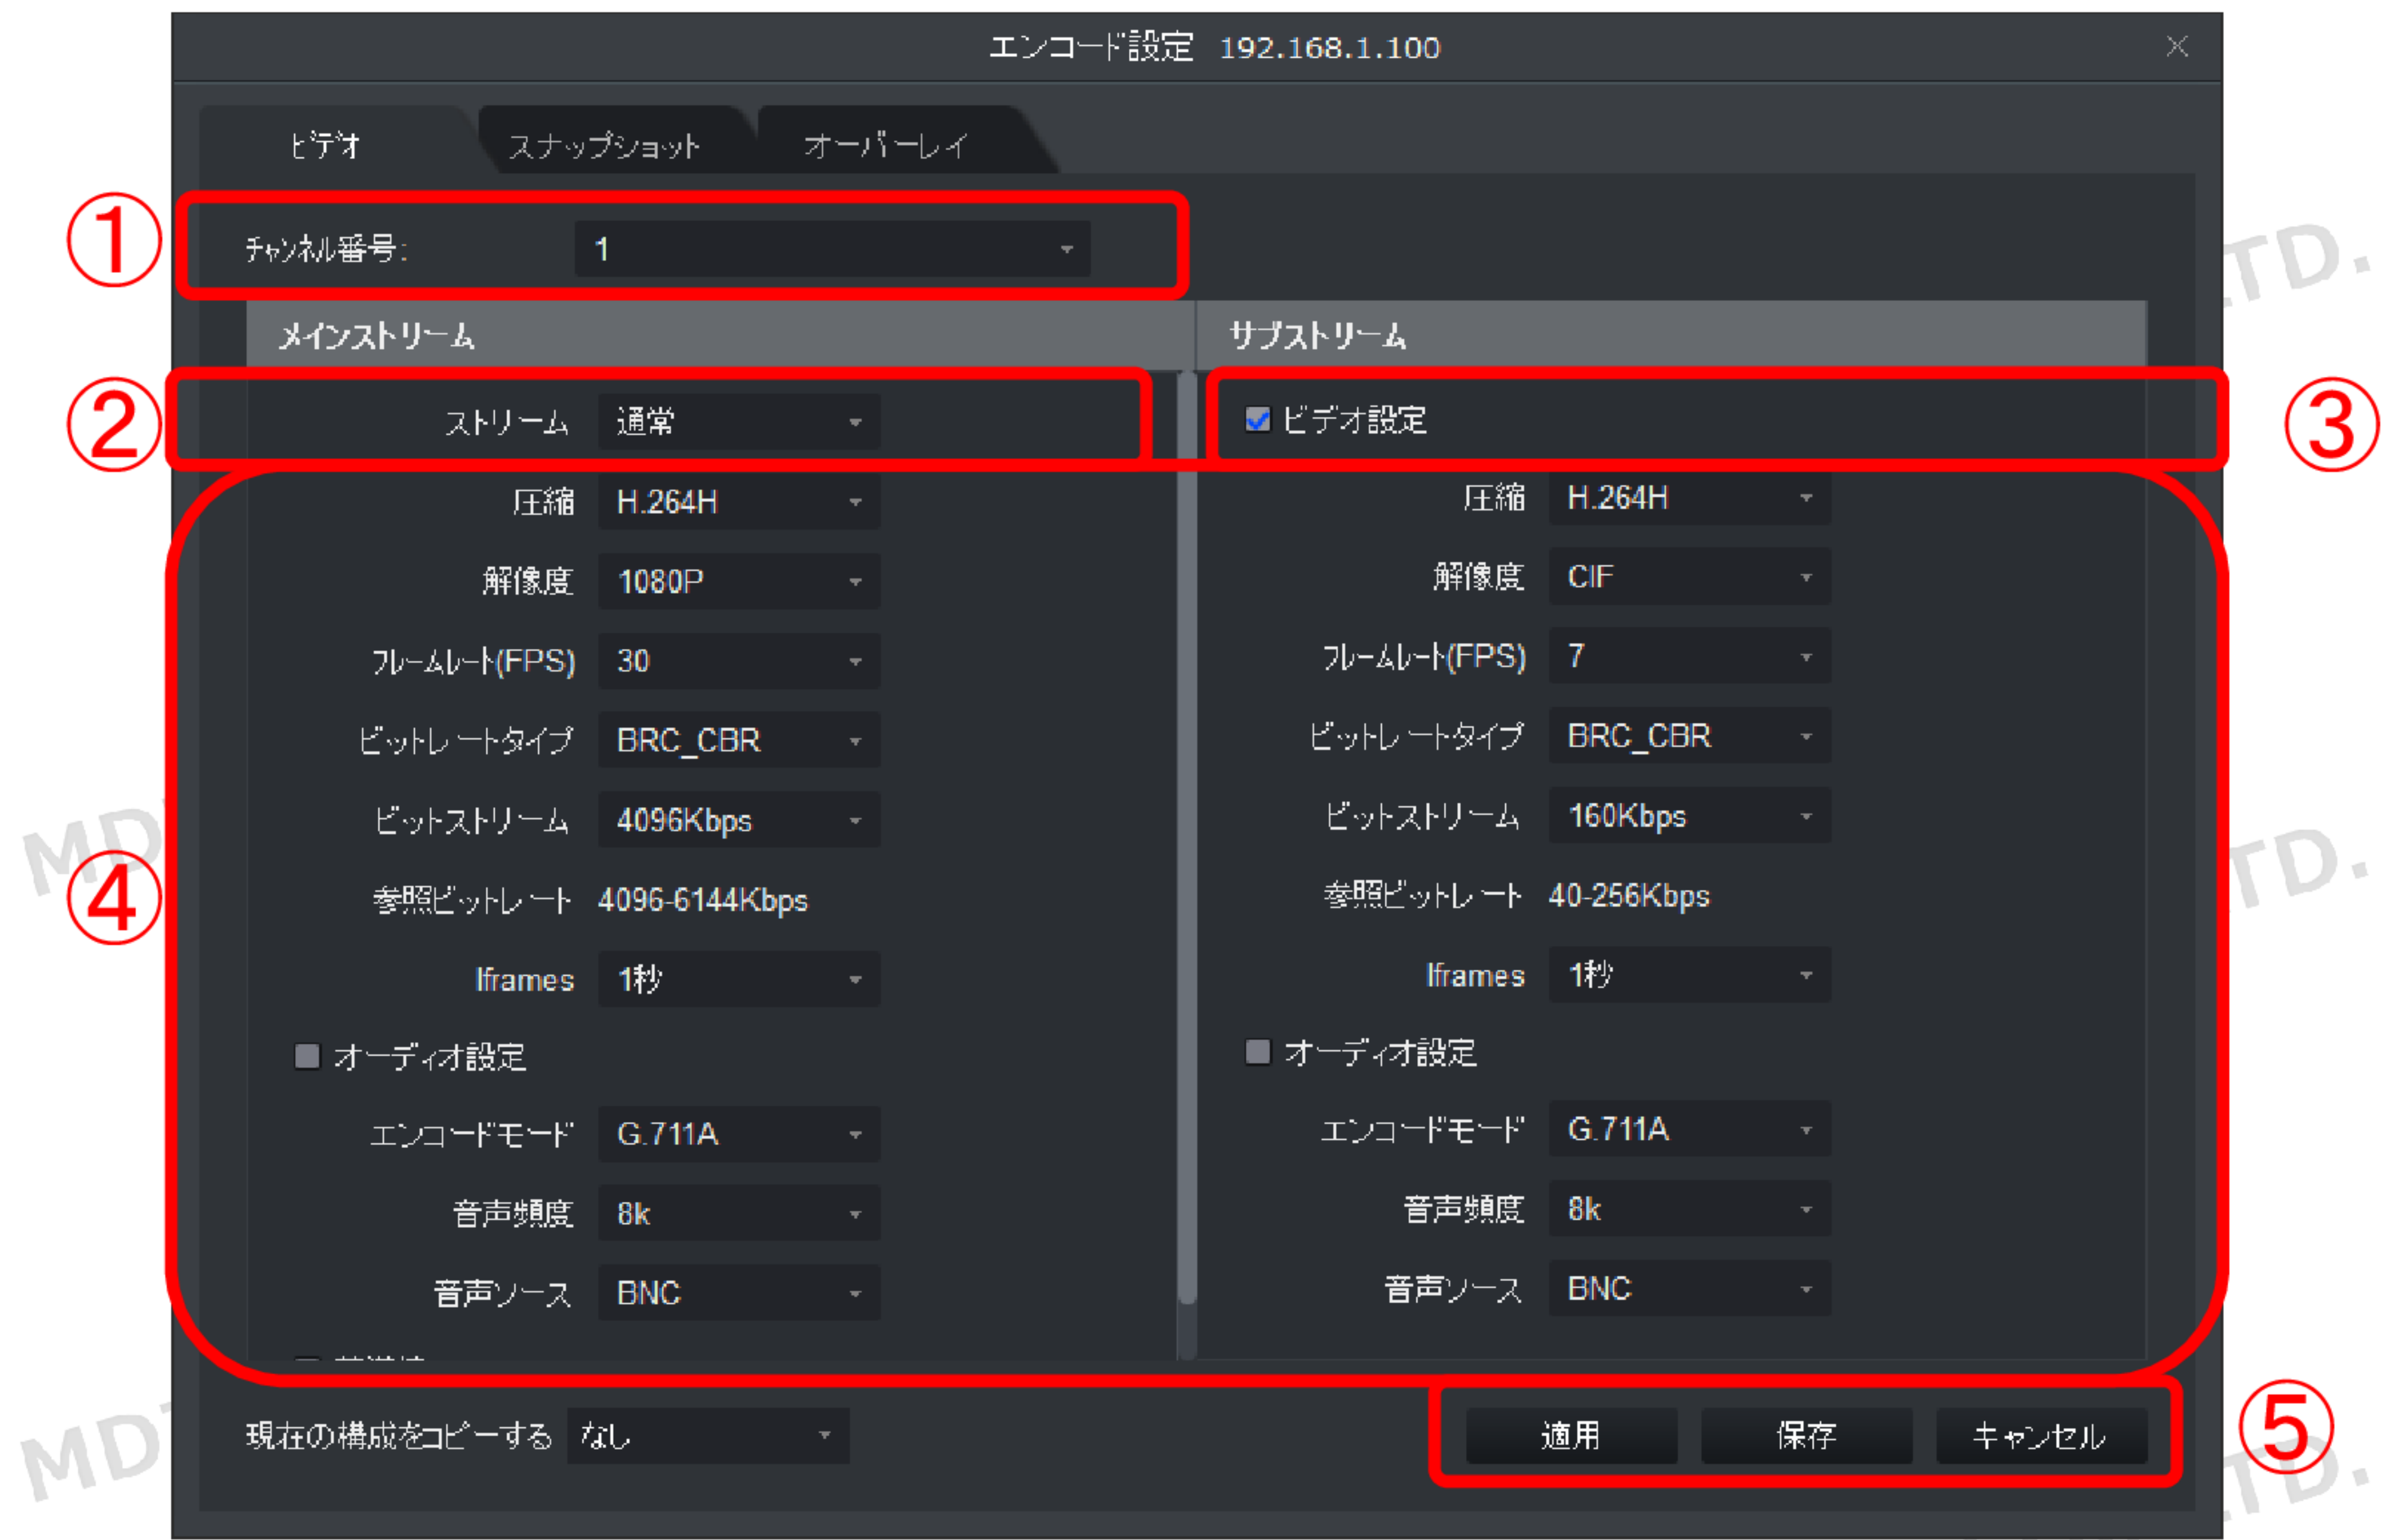 エンコード設定 192.168.1.100
ビデオ スナップショット オーバーレイ
①
チャンネル番号: 1
メインストリーム サブストリーム
②
ストリーム 通常
ビデオ設定
③
圧縮 H.264H 圧縮 H.264H
解像度 1080P 解像度 CIF
フレームレート(FPS) 30 フレームレート(FPS) 7
ビットレートタイプ BRC_CBR ビットレートタイプ BRC_CBR
ビットストリーム 4096Kbps ビットストリーム 160Kbps
④
参照ビットレート 4096-6144Kbps 参照ビットレート 40-256Kbps
Iframes 1秒 Iframes 1秒
オーディオ設定 オーディオ設定
エンコードモード G.711A エンコードモード G.711A
音声頻度 8k 音声頻度 8k
音声ソース BNC 音声ソース BNC
現在の構成をコピーする なし 適用 保存 キャンセル
⑤
TD.
MD
TD.
MD
TD.